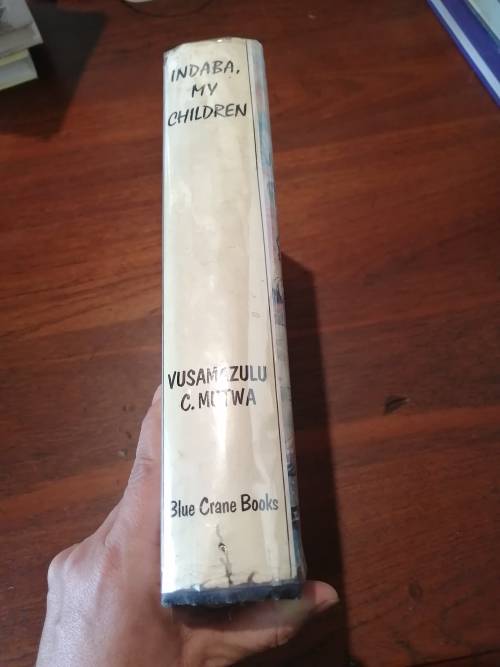 INDABA,
MY
CHILDREN
VUSAMAZULU
C. MUTWA
Blue Crane Books